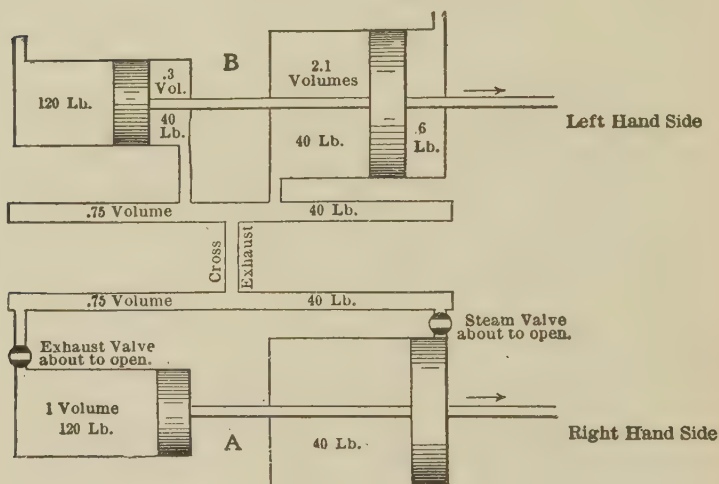 B
.3
Vol.
40
Lb.
120 Lb.
2.1
Volumes
40 Lb.
.6
Lb.
Left Hand Side
.75 Volume
40 Lb.
Cross
Exhaust
.75 Volume
40 Lb.
Exhaust Valve
about to open.
Steam Valve
about to open.
1 Volume
120 Lb.
A
40 Lb.
Right Hand Side